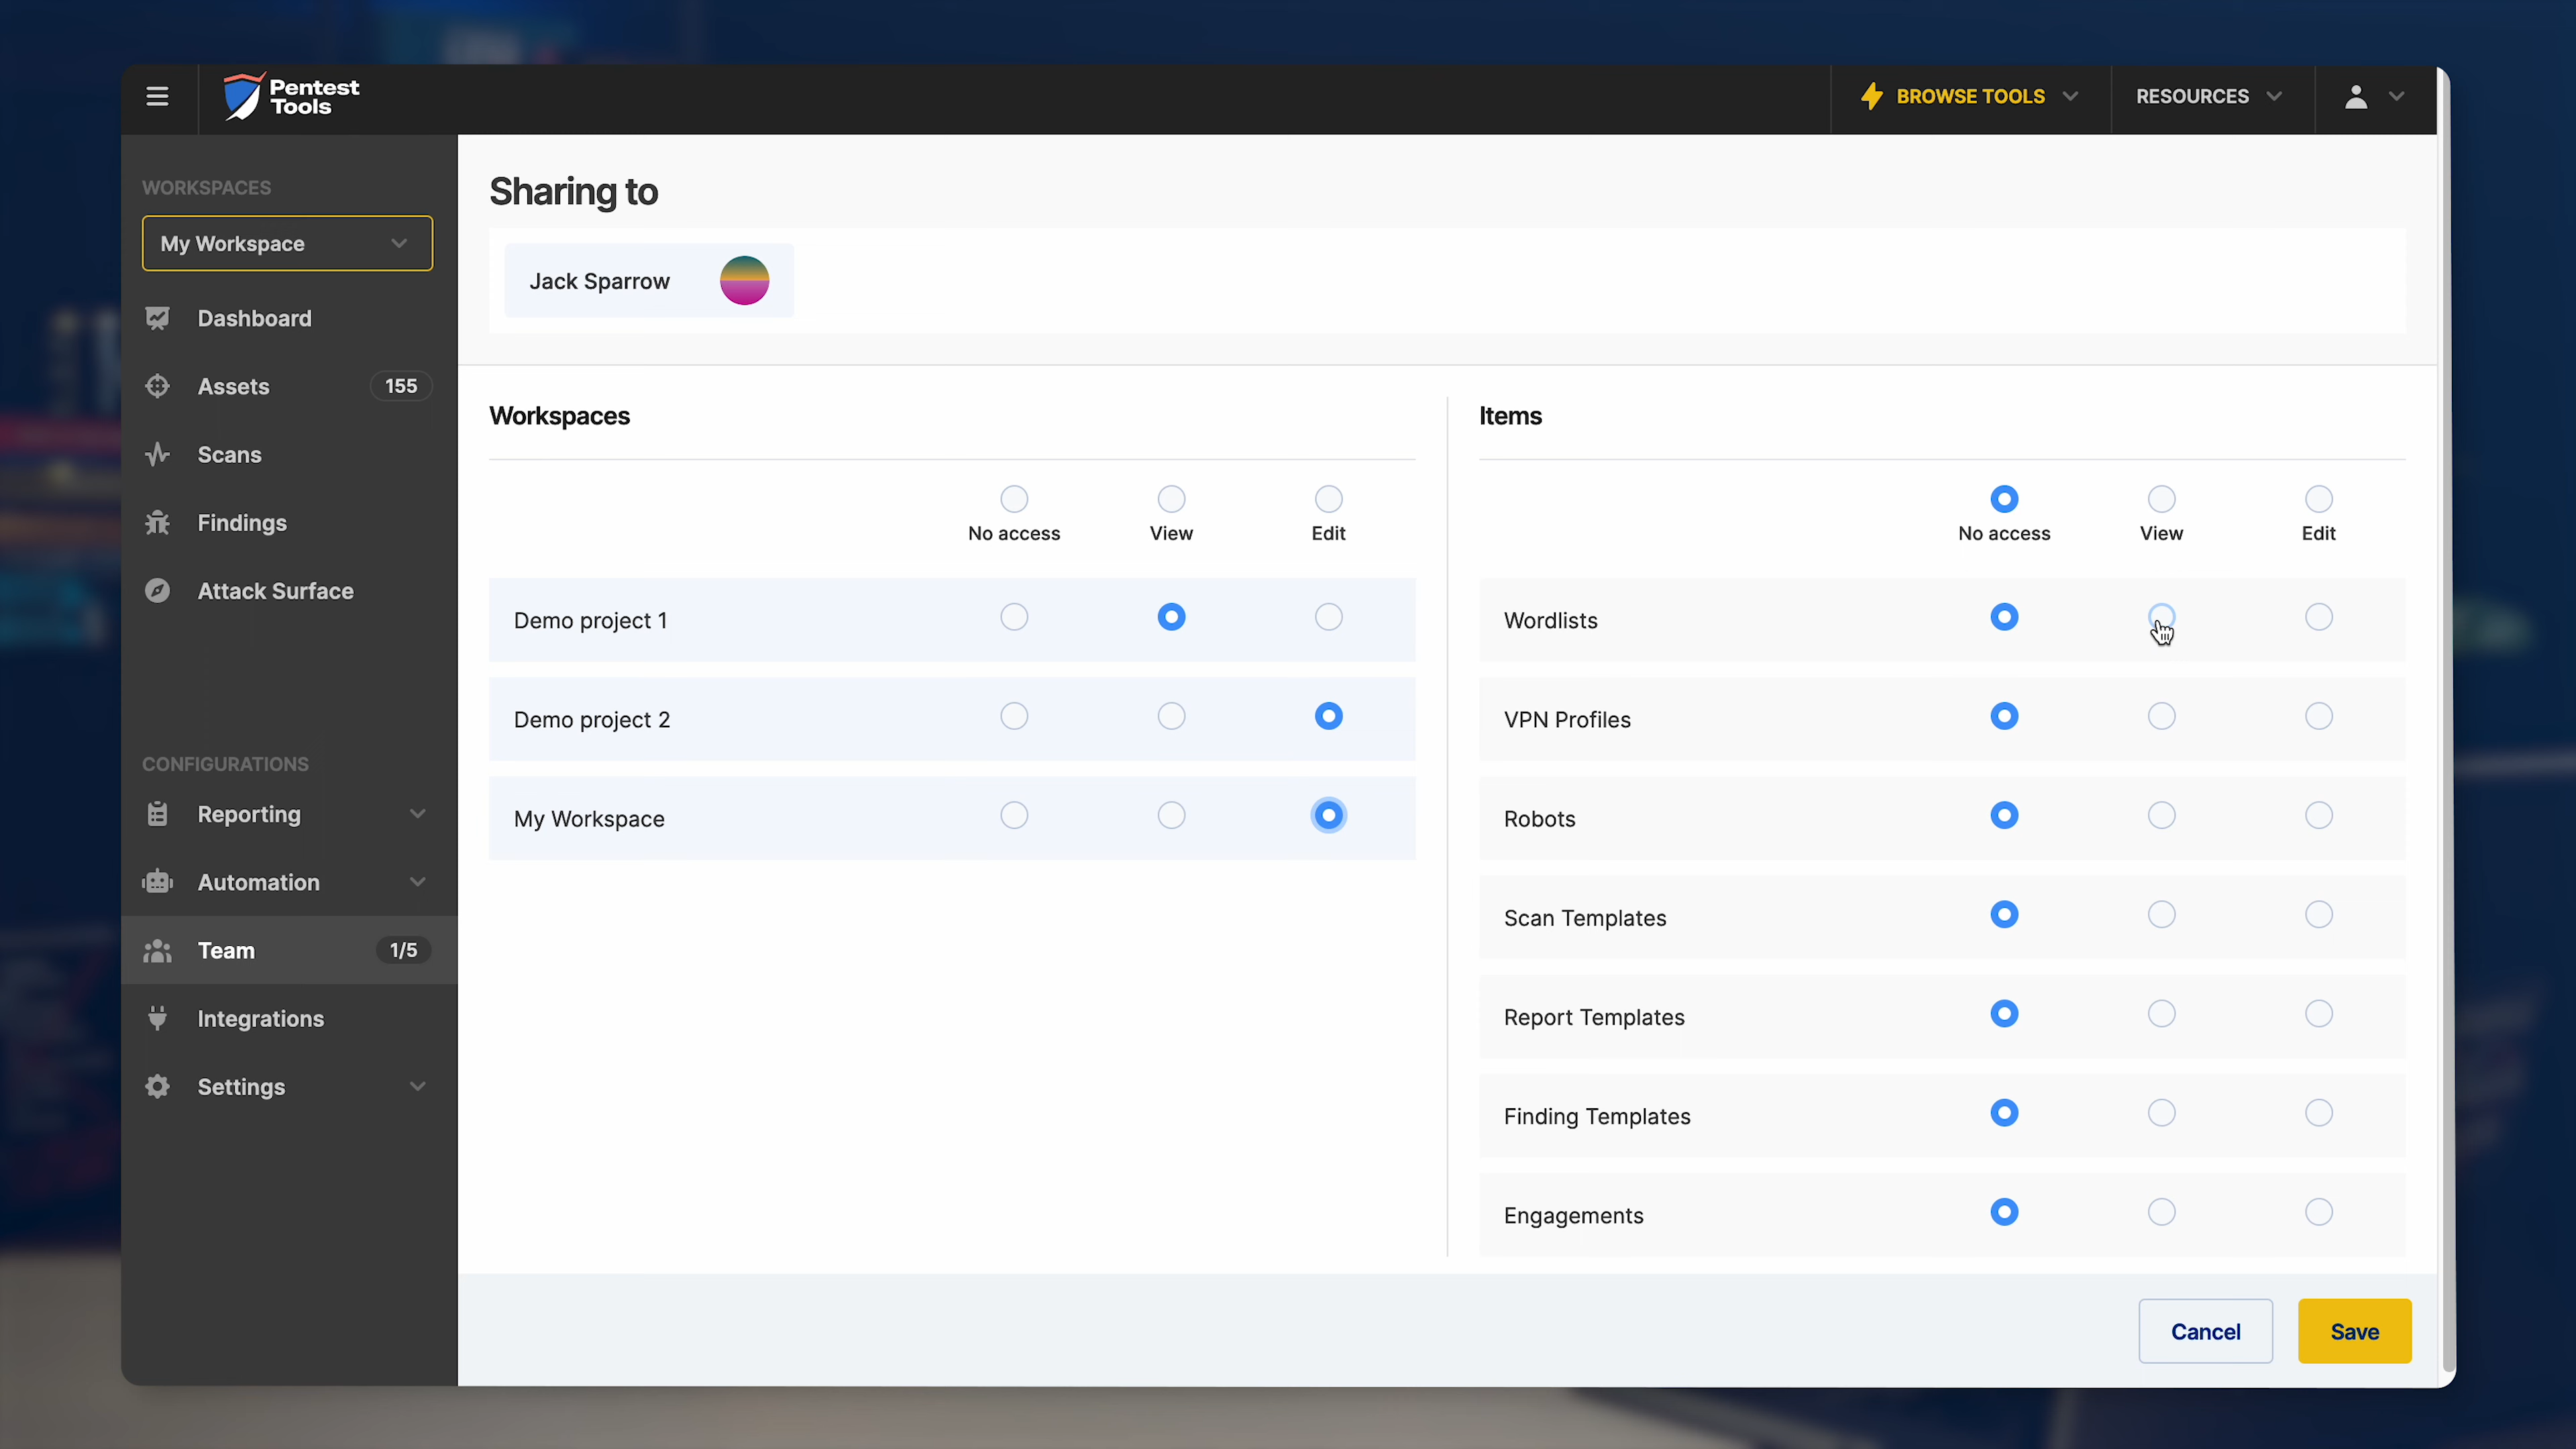 Pentest
Tools
BROWSE TOOLS
RESOURCES
WORKSPACES
My Workspace
Dashboard
Assets 155
Scans
Findings
Attack Surface
CONFIGURATIONS
Reporting
Automation
Team 1/5
Integrations
Settings
Sharing to
Jack Sparrow
Workspaces
No access View Edit
Demo project 1
Demo project 2
My Workspace
Items
No access View Edit
Wordlists
VPN Profiles
Robots
Scan Templates
Report Templates
Finding Templates
Engagements
Cancel Save